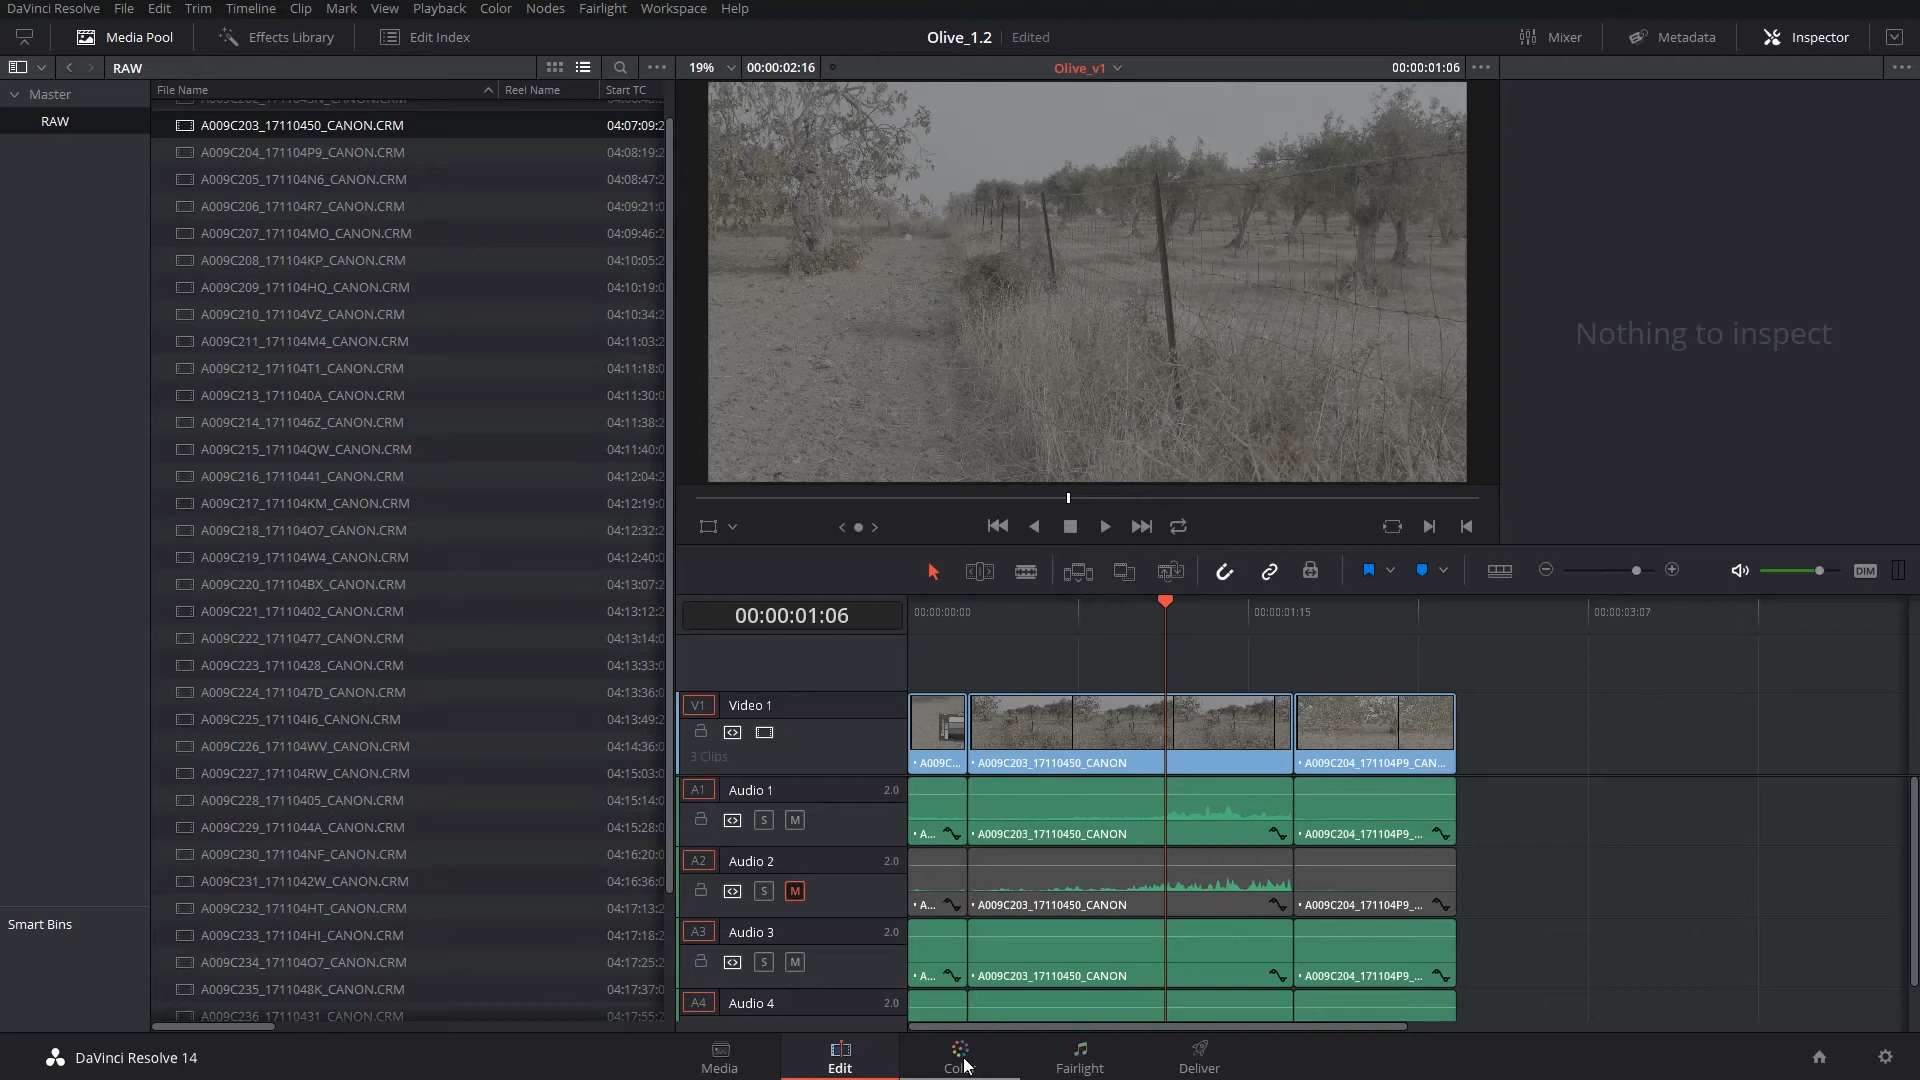 DaVinci Resolve File Edit Trim Timeline Clip Mark View Playback Color Nodes Fairlight Workspace Help
Media Pool Effects Library Edit Index Olive_1.2 Edited Mixer Metadata Inspector
RAW 19% 00:00:02:16 Olive_v1 00:00:01:06
Master File Name Reel Name Start TC
RAW
A009C203_17110450_CANON.CRM 04:07:09:2
A009C204_171104P9_CANON.CRM 04:08:19:2
A009C205_171104N6_CANON.CRM 04:08:47:2
A009C206_171104R7_CANON.CRM 04:09:21:0
A009C207_171104MO_CANON.CRM 04:09:46:2
A009C208_171104KP_CANON.CRM 04:10:05:2
A009C209_171104HQ_CANON.CRM 04:10:19:0
A009C210_171104VZ_CANON.CRM 04:10:34:2
A009C211_171104M4_CANON.CRM 04:11:03:2
A009C212_171104T1_CANON.CRM 04:11:18:0
A009C213_1711040A_CANON.CRM 04:11:30:0
A009C214_1711046Z_CANON.CRM 04:11:38:2
A009C215_171104QW_CANON.CRM 04:11:40:0
A009C216_17110441_CANON.CRM 04:12:04:2
A009C217_171104KM_CANON.CRM 04:12:19:0
A009C218_171104O7_CANON.CRM 04:12:32:2
A009C219_171104W4_CANON.CRM 04:12:40:0
A009C220_171104BX_CANON.CRM 04:13:07:2
A009C221_17110402_CANON.CRM 04:13:12:2
A009C222_17110477_CANON.CRM 04:13:14:0
A009C223_17110428_CANON.CRM 04:13:33:0
A009C224_1711047D_CANON.CRM 04:13:36:0
A009C225_171104I6_CANON.CRM 04:13:49:2
A009C226_171104WV_CANON.CRM 04:14:36:0
A009C227_171104RW_CANON.CRM 04:15:03:0
A009C228_17110405_CANON.CRM 04:15:14:0
A009C229_1711044A_CANON.CRM 04:15:28:0
A009C230_171104NF_CANON.CRM 04:16:20:0
A009C231_1711042W_CANON.CRM 04:16:36:0
A009C232_171104HT_CANON.CRM 04:17:13:2
A009C233_171104HI_CANON.CRM 04:17:18:2
A009C234_171104O7_CANON.CRM 04:17:25:2
A009C235_1711048K_CANON.CRM 04:17:37:0
A009C236_17110431_CANON.CRM 04:17:55:2
Smart Bins
Nothing to inspect
DIM
00:00:01:06 00:00:00:00 00:00:01:15 00:00:03:07
V1 Video 1
3 Clips
A009C... A009C203_17110450_CANON A009C204_171104P9_CAN...
A1 Audio 1 2.0
S M
A... A009C203_17110450_CANON A009C204_171104P9_...
A2 Audio 2 2.0
S M
A... A009C203_17110450_CANON A009C204_171104P9_...
A3 Audio 3 2.0
S M
A... A009C203_17110450_CANON A009C204_171104P9_...
A4 Audio 4 2.0
DaVinci Resolve 14 Media Edit Fairlight Deliver